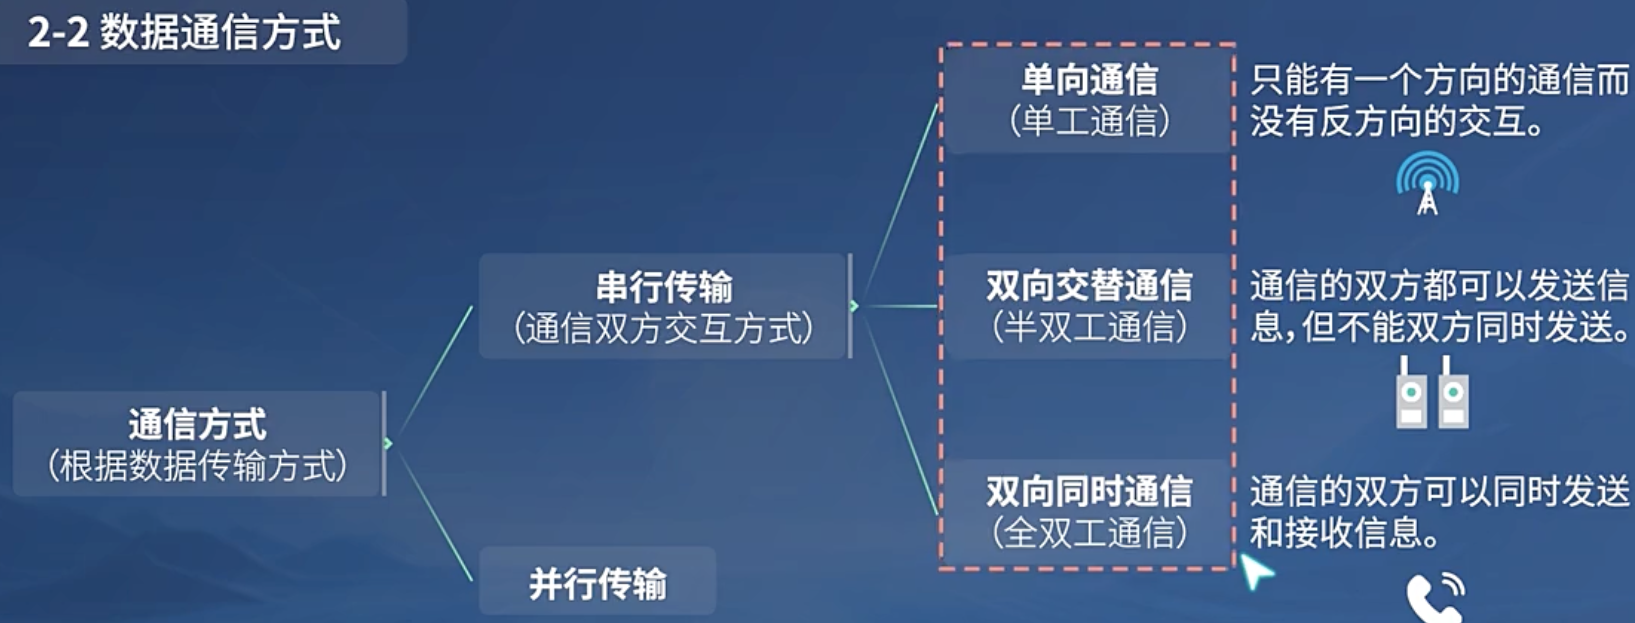 2-2 数据通信方式
单向通信
（单工通信）
只能有一个方向的通信而
没有反方向的交互。
串行传输
（通信双方交互方式）
双向交替通信
（半双工通信）
通信的双方都可以发送信
息，但不能双方同时发送。
通信方式
（根据数据传输方式）
双向同时通信
（全双工通信）
通信的双方可以同时发送
和接收信息。
并行传输